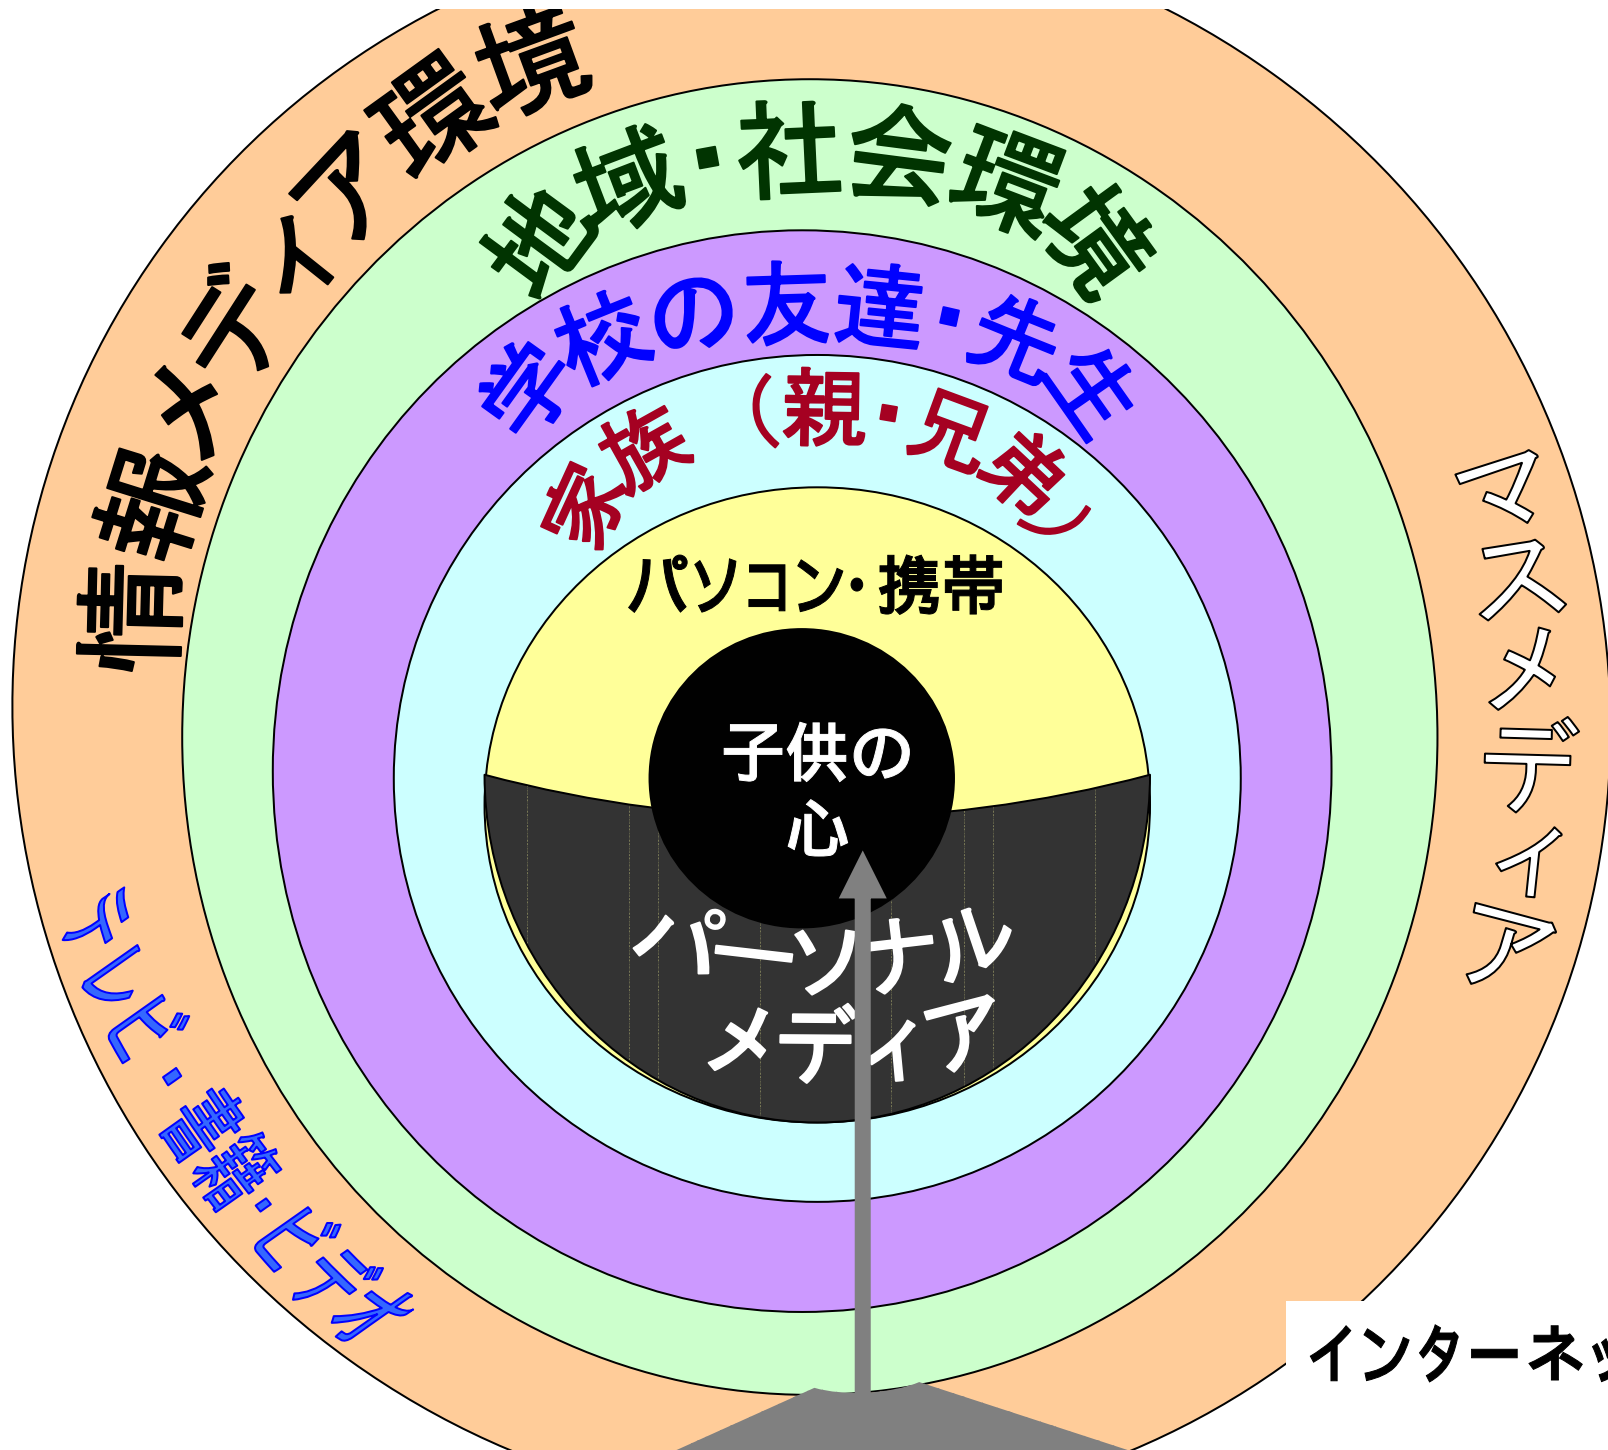 情報メディア環境
地域・社会環境
学校の友達・先生
家族（親・兄弟）
パソコン・携帯
子供の
心
パーソナル
メディア
マスメディア
テレビ・書籍・ビデオ
インターネッ